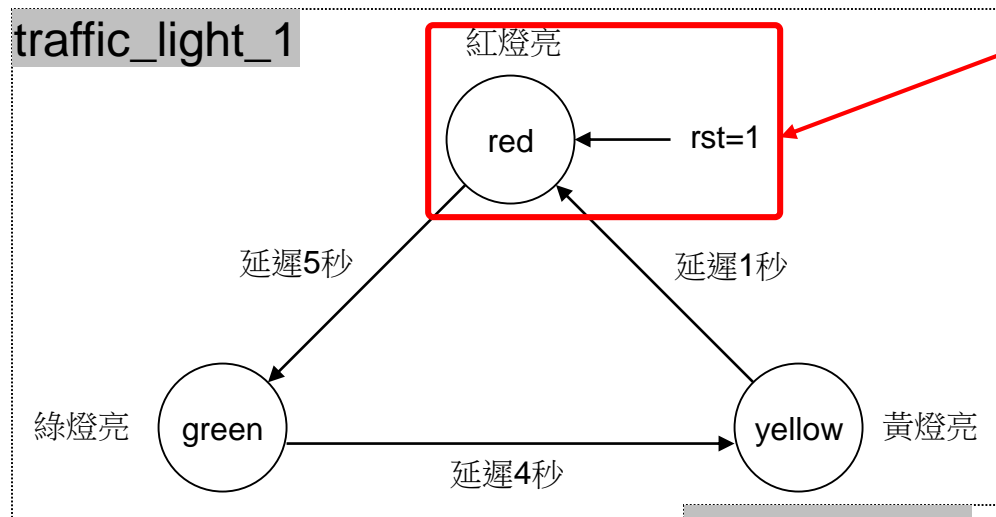 traffic_light_1
紅燈亮
red
rst=1
延遲5秒
延遲1秒
綠燈亮
green
yellow
黃燈亮
延遲4秒